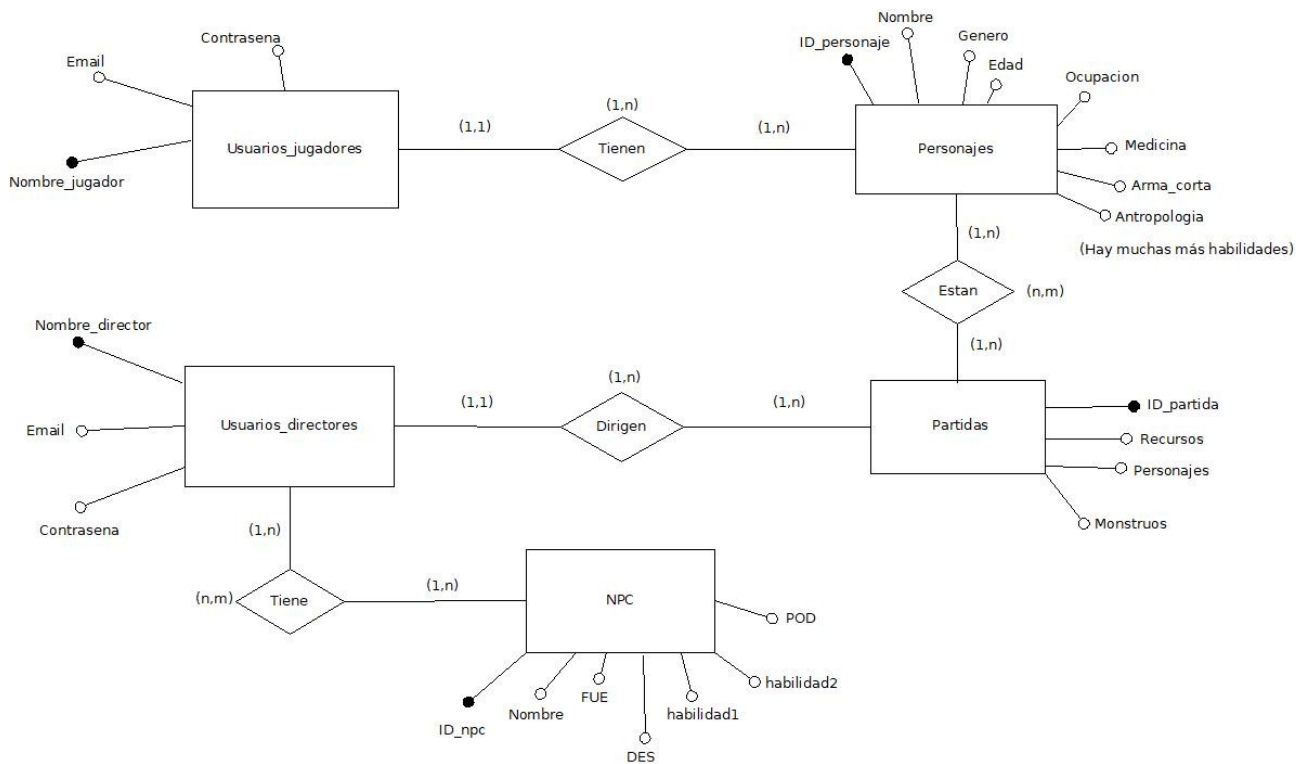 Nombre
Contrasena
ID_personaje
Genero
Email
Edad
Ocupacion
(1,n)
(1,1)
(1,n)
Usuarios_jugadores
Tienen
Personajes
Medicina
Nombre_jugador
Arma_corta
Antropologia
(1,n)
(Hay muchas más habilidades)
Estan
(n,m)
Nombre_director
(1,n)
(1,n)
(1,1)
(1,n)
ID_partida
Email
Usuarios_directores
Dirigen
Partidas
Recursos
Personajes
Contrasena
Monstruos
(1,n)
(1,n)
(n,m)
Tiene
NPC
POD
habilidad2
FUE
Nombre
habilidad1
ID_npc
DES